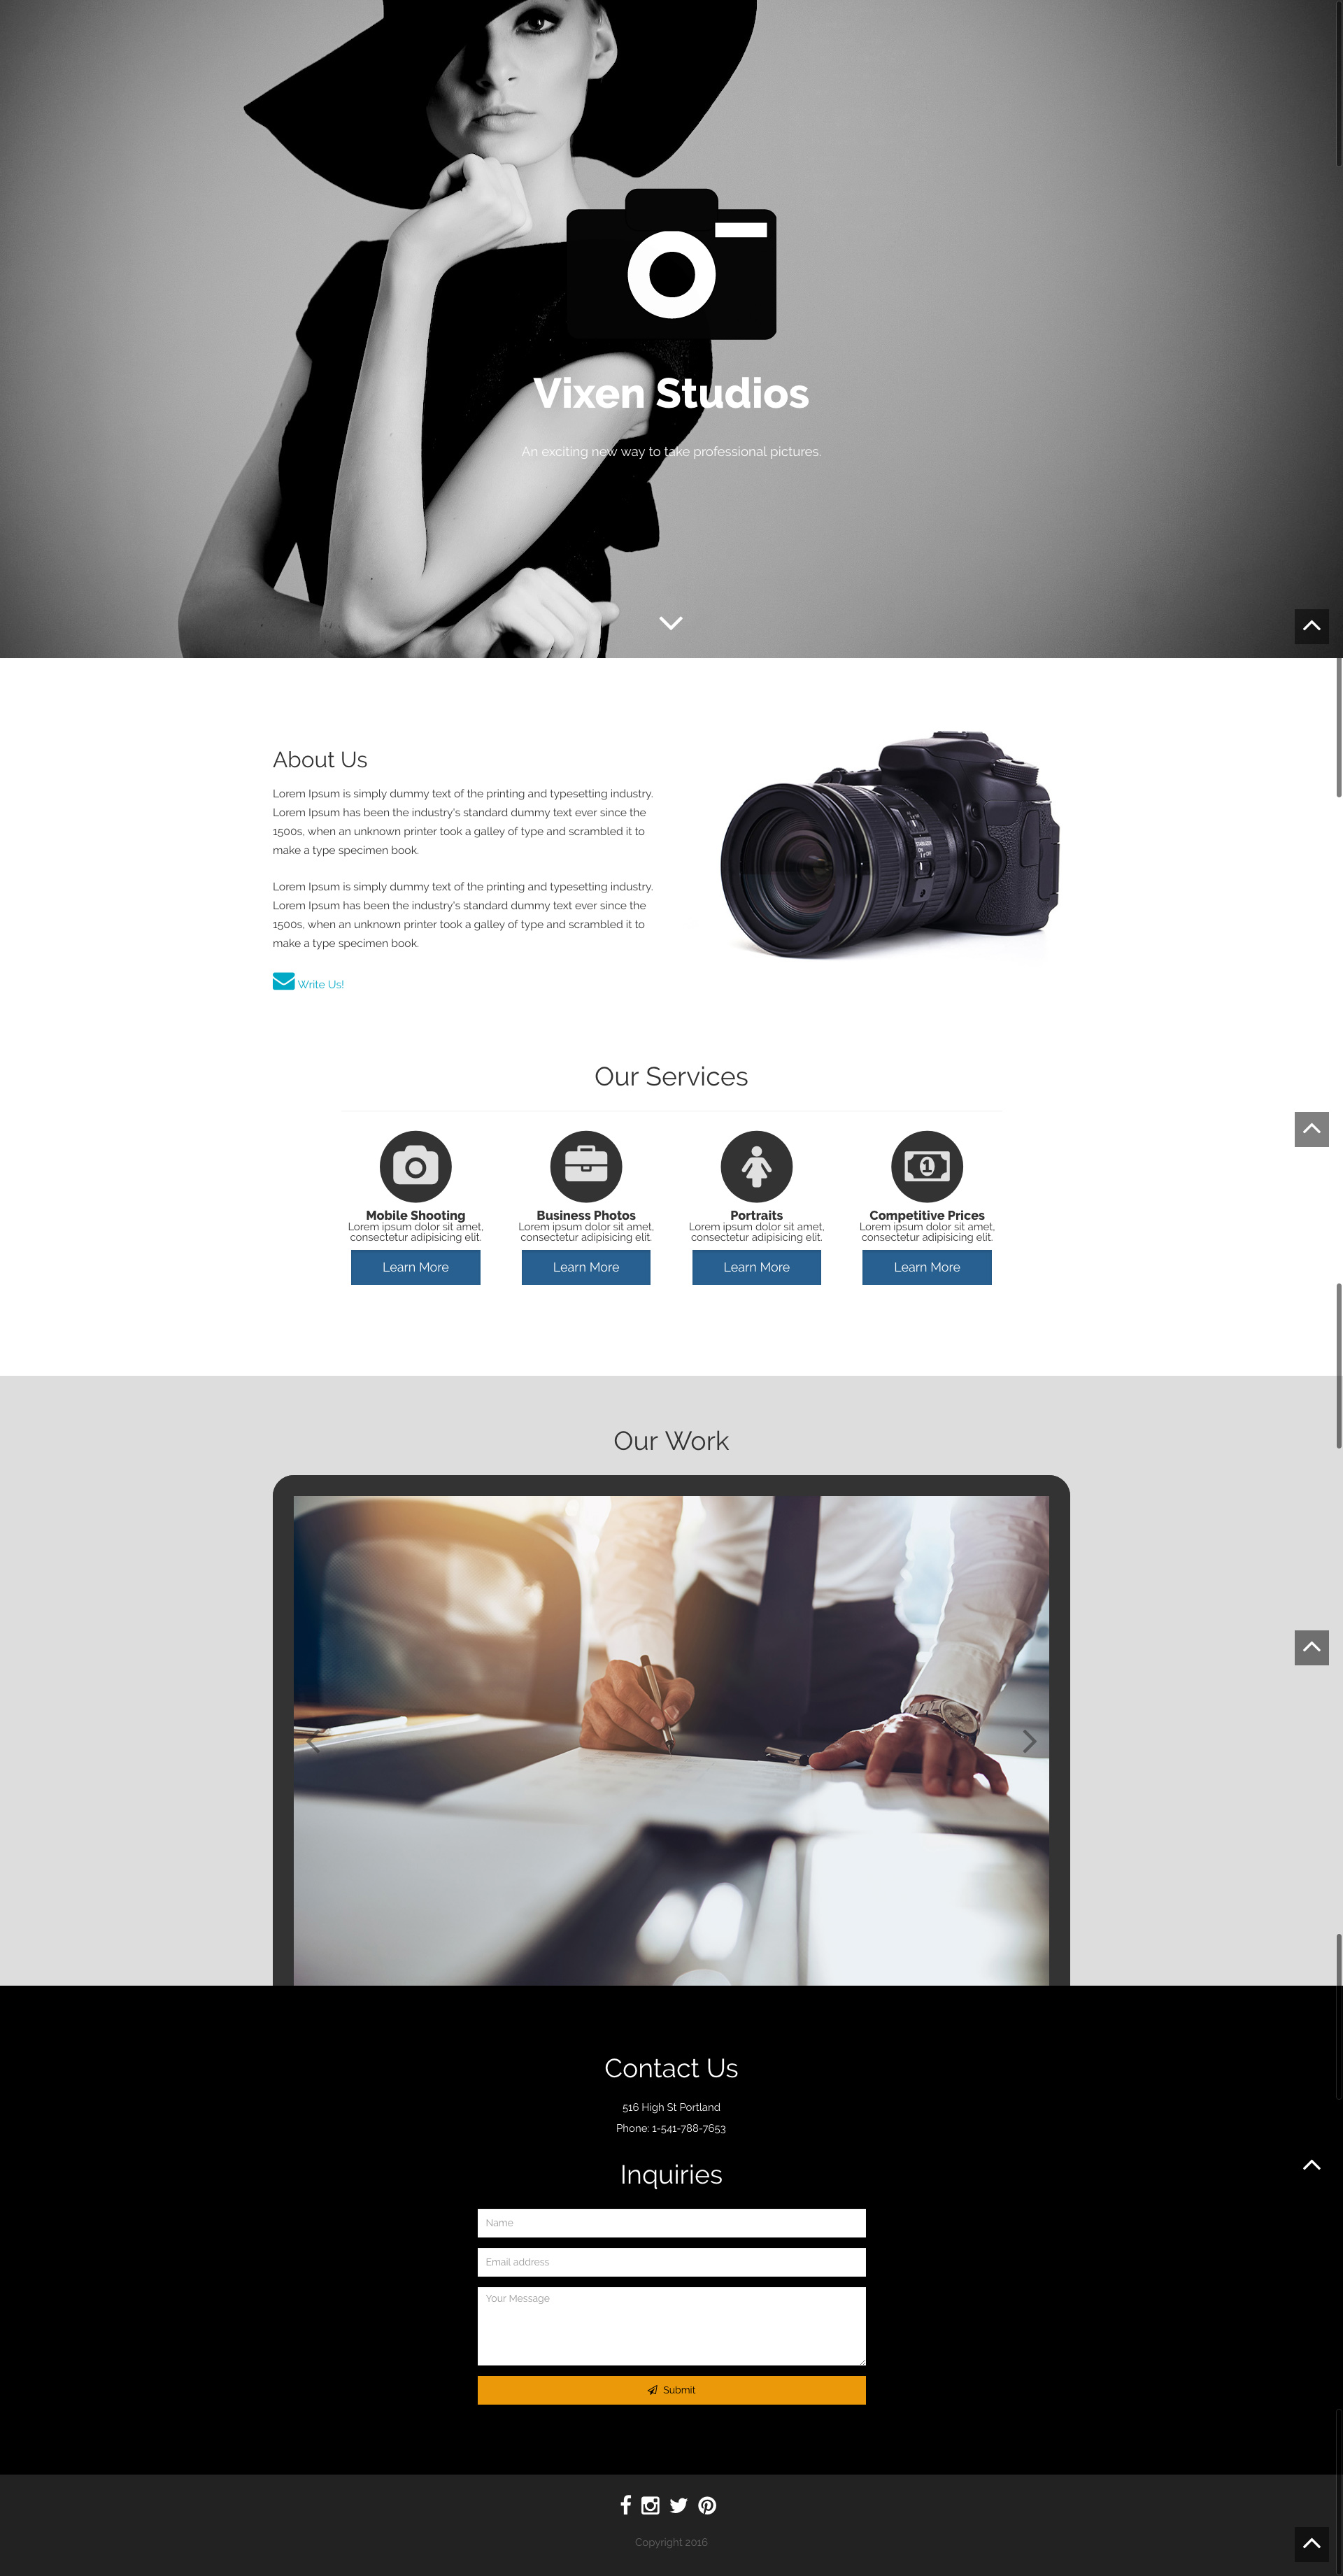 Vixen Studios
An exciting new way to take professional pictures.
About Us
Lorem Ipsum is simply dummy text of the printing and typesetting industry.
Lorem Ipsum has been the industry's standard dummy text ever since the
1500s, when an unknown printer took a galley of type and scrambled it to
make a type specimen book.
Lorem Ipsum is simply dummy text of the printing and typesetting industry.
Lorem Ipsum has been the industry's standard dummy text ever since the
1500s, when an unknown printer took a galley of type and scrambled it to
make a type specimen book.
Write Us!
Our Services
Mobile Shooting
Lorem ipsum dolor sit amet,
consectetur adipisicing elit.
Learn More
Business Photos
Lorem ipsum dolor sit amet,
consectetur adipisicing elit.
Learn More
Portraits
Lorem ipsum dolor sit amet,
consectetur adipisicing elit.
Learn More
1
Competitive Prices
Lorem ipsum dolor sit amet,
consectetur adipisicing elit.
Learn More
Our Work
Contact Us
516 High St Portland
Phone: 1-541-788-7653
Inquiries
Name
Email address
Your Message
Submit
Copyright 2016